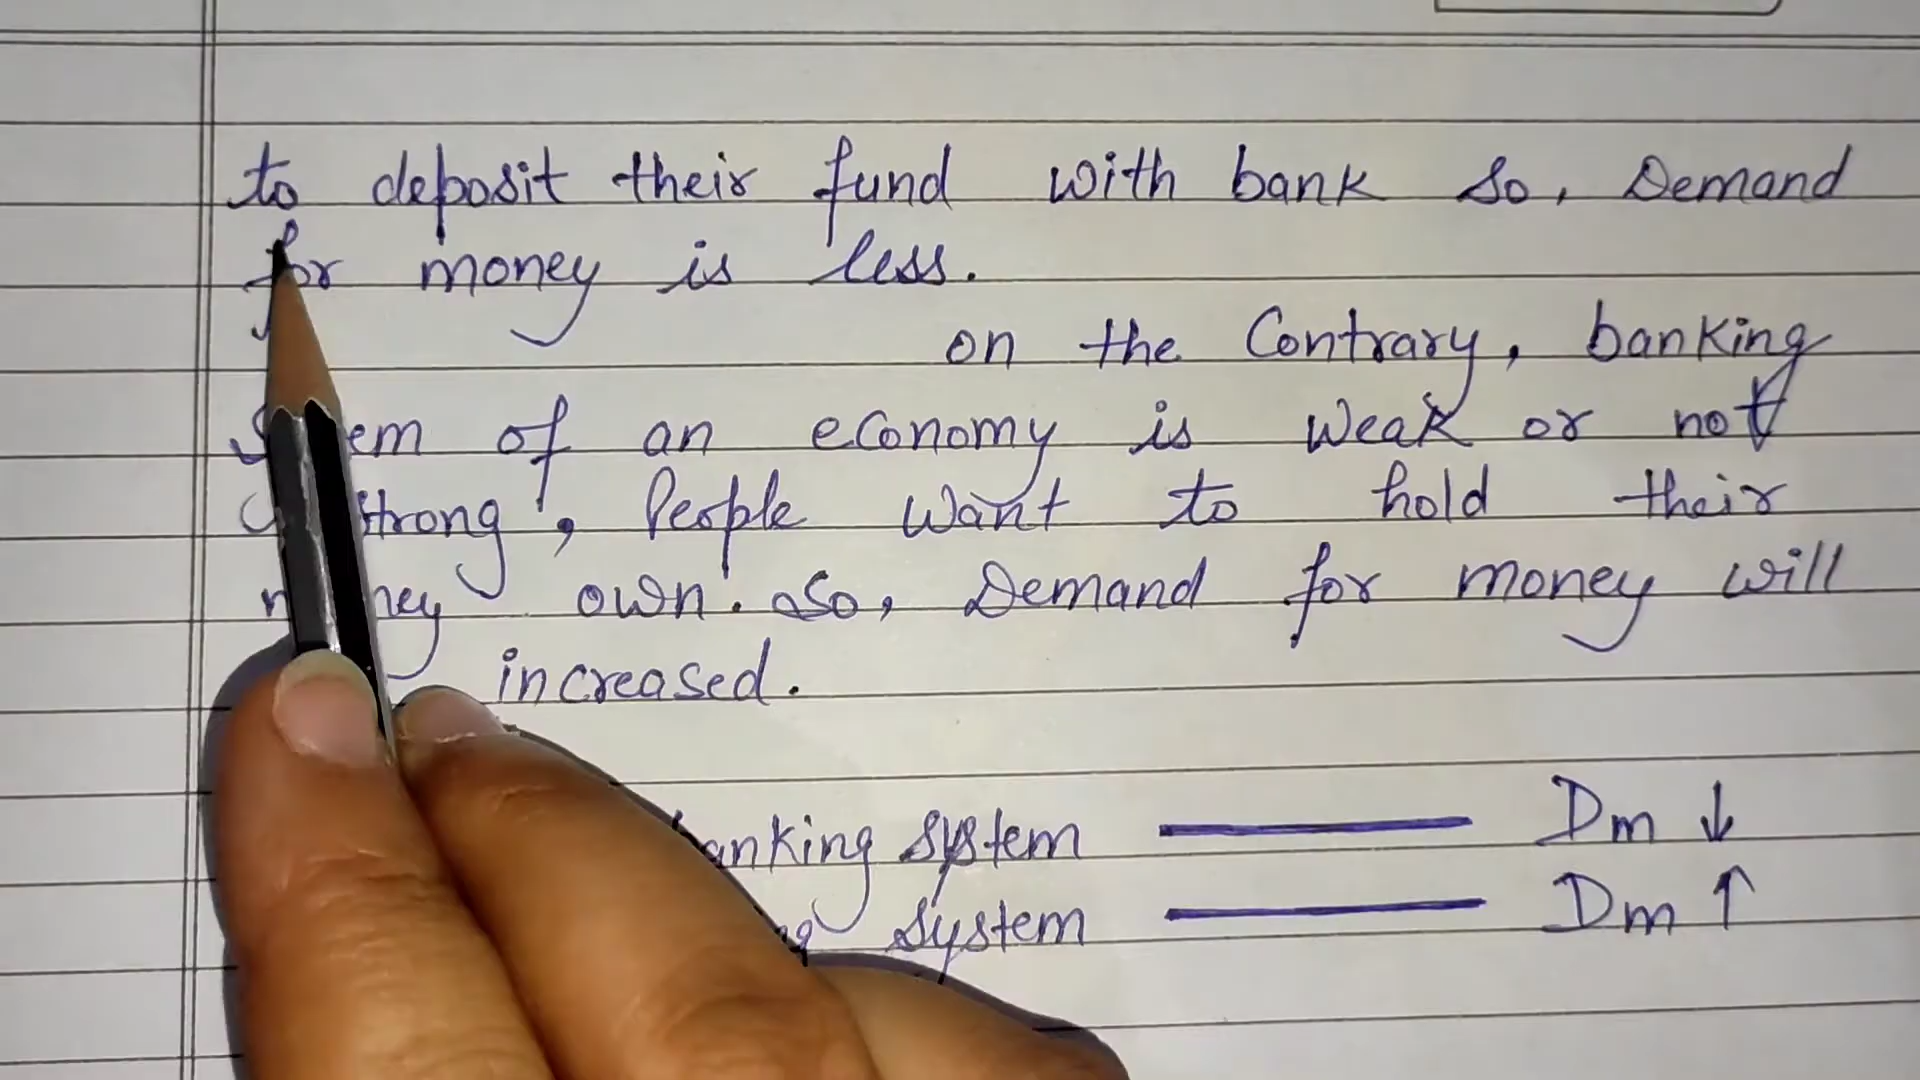 to deposit their fund with bank so, Demand
for money is less.
on the Contrary, banking
of an economy is weak or not
strong, People want to hold their
own. so, Demand for money will
increased.
system Dm ↓
system Dm ↑